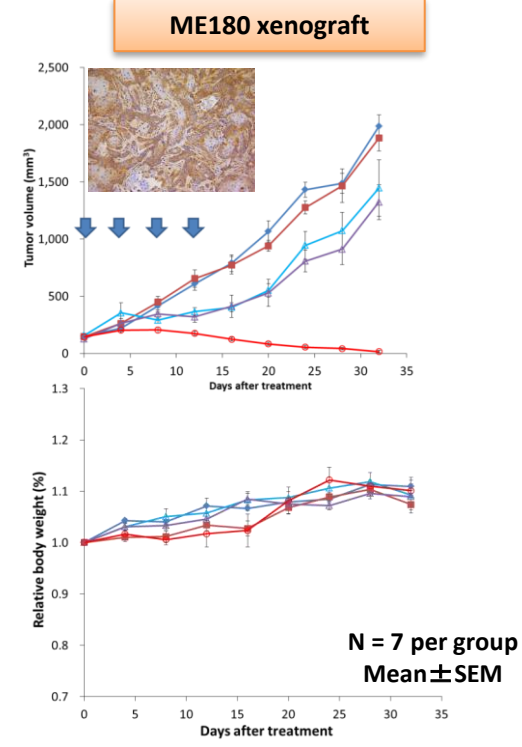 ME180 xenograft
2,500
2,000
1,500
1,000
500
0
Tumor volume (mm³)
0 5 10 15 20 25 30 35
Days after treatment
1.3
1.2
1.1
1.0
0.9
0.8
0.7
Relative body weight (%)
N = 7 per group
Mean±SEM
0 5 10 15 20 25 30 35
Days after treatment